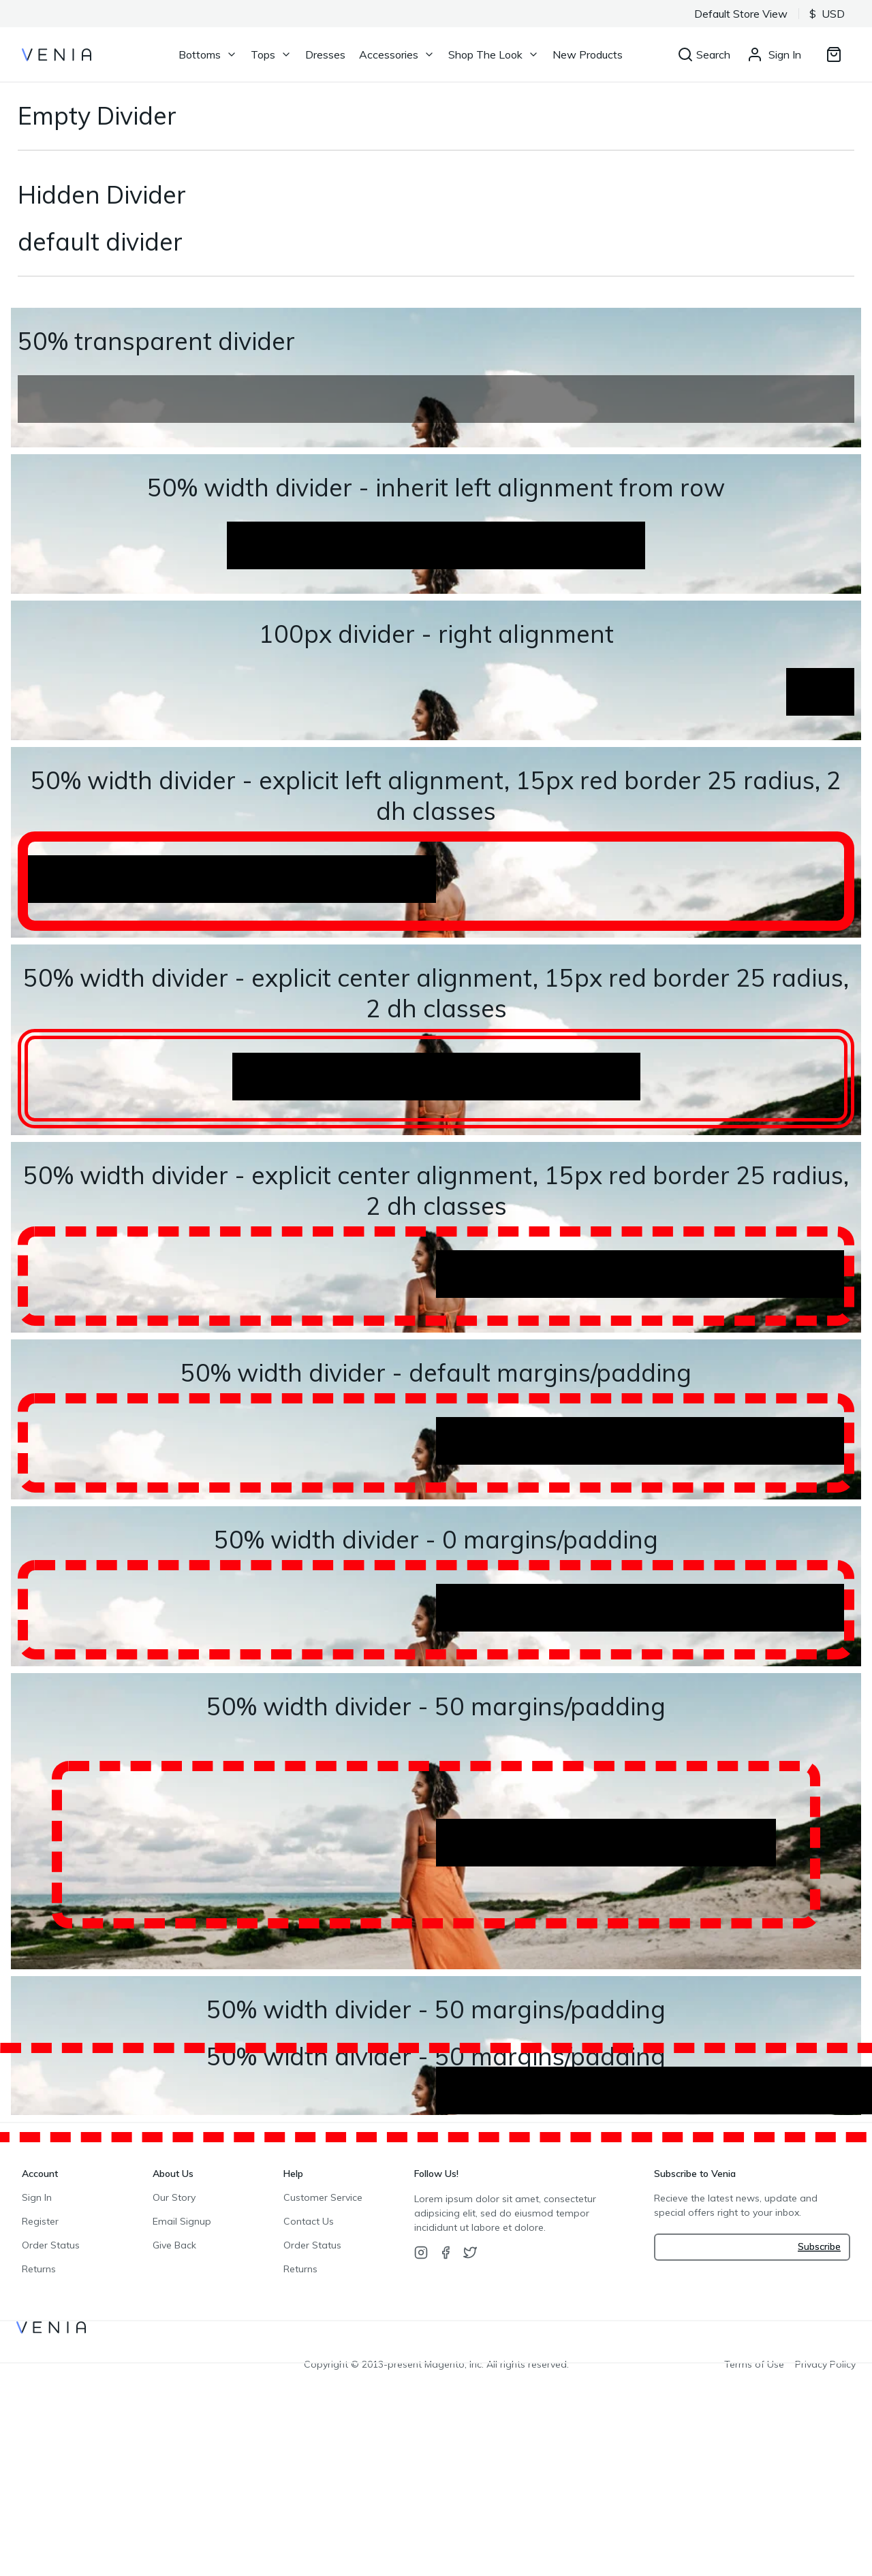 Default Store View $ USD
VENIA Bottoms Tops Dresses Accessories Shop The Look New Products Search Sign In
Empty Divider
Hidden Divider
default divider
50% transparent divider
50% width divider - inherit left alignment from row
100px divider - right alignment
50% width divider - explicit left alignment, 15px red border 25 radius, 2
dh classes
50% width divider - explicit center alignment, 15px red border 25 radius,
2 dh classes
50% width divider - explicit center alignment, 15px red border 25 radius,
2 dh classes
50% width divider - default margins/padding
50% width divider - 0 margins/padding
50% width divider - 50 margins/padding
50% width divider - 50 margins/padding
50% width divider - 50 margins/padding
Account
Sign In
Register
Order Status
Returns
About Us
Our Story
Email Signup
Give Back
Help
Customer Service
Contact Us
Order Status
Returns
Follow Us!
Lorem ipsum dolor sit amet, consectetur
adipsicing elit, sed do eiusmod tempor
incididunt ut labore et dolore.
Subscribe to Venia
Recieve the latest news, update and
special offers right to your inbox.
Subscribe
VENIA
Copyright © 2013-present Magento, Inc. All rights reserved.
Terms of Use Privacy Policy